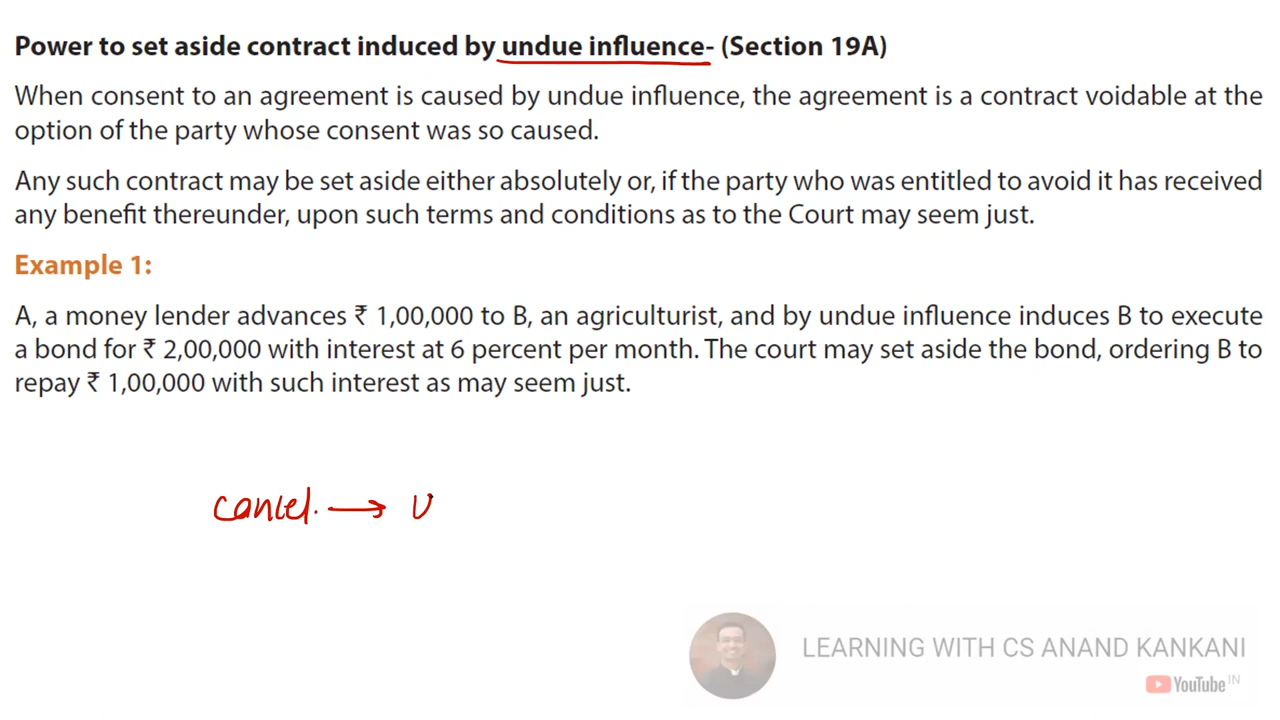 Power to set aside contract induced by undue influence- (Section 19A)
When consent to an agreement is caused by undue influence, the agreement is a contract voidable at the
option of the party whose consent was so caused.
Any such contract may be set aside either absolutely or, if the party who was entitled to avoid it has received
any benefit thereunder, upon such terms and conditions as to the Court may seem just.
Example 1:
A, a money lender advances ₹ 1,00,000 to B, an agriculturist, and by undue influence induces B to execute
a bond for ₹ 2,00,000 with interest at 6 percent per month. The court may set aside the bond, ordering B to
repay ₹ 1,00,000 with such interest as may seem just.
cancel. → U
LEARNING WITH CS ANAND KANKANI
YouTube IN